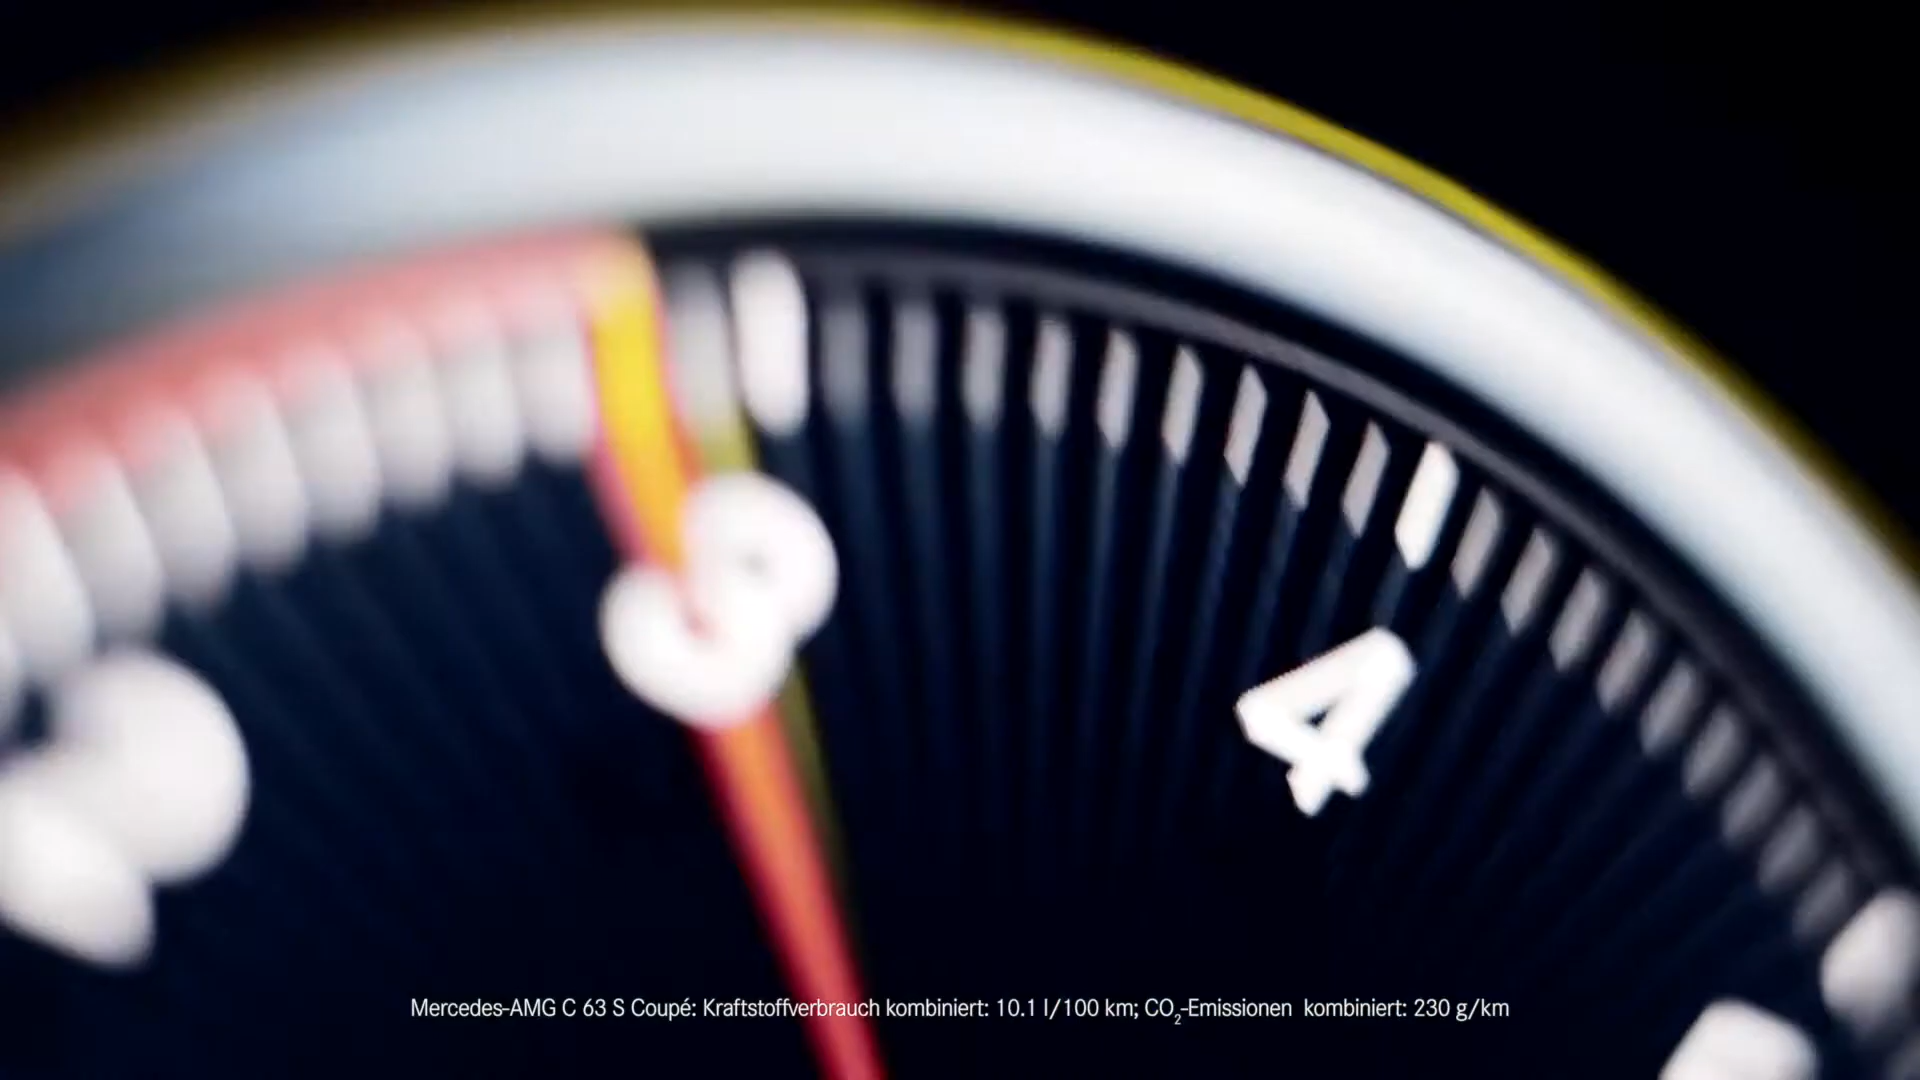 3
4
Mercedes-AMG C 63 S Coupé: Kraftstoffverbrauch kombiniert: 10.1 l/100 km; CO₂-Emissionen kombiniert: 230 g/km